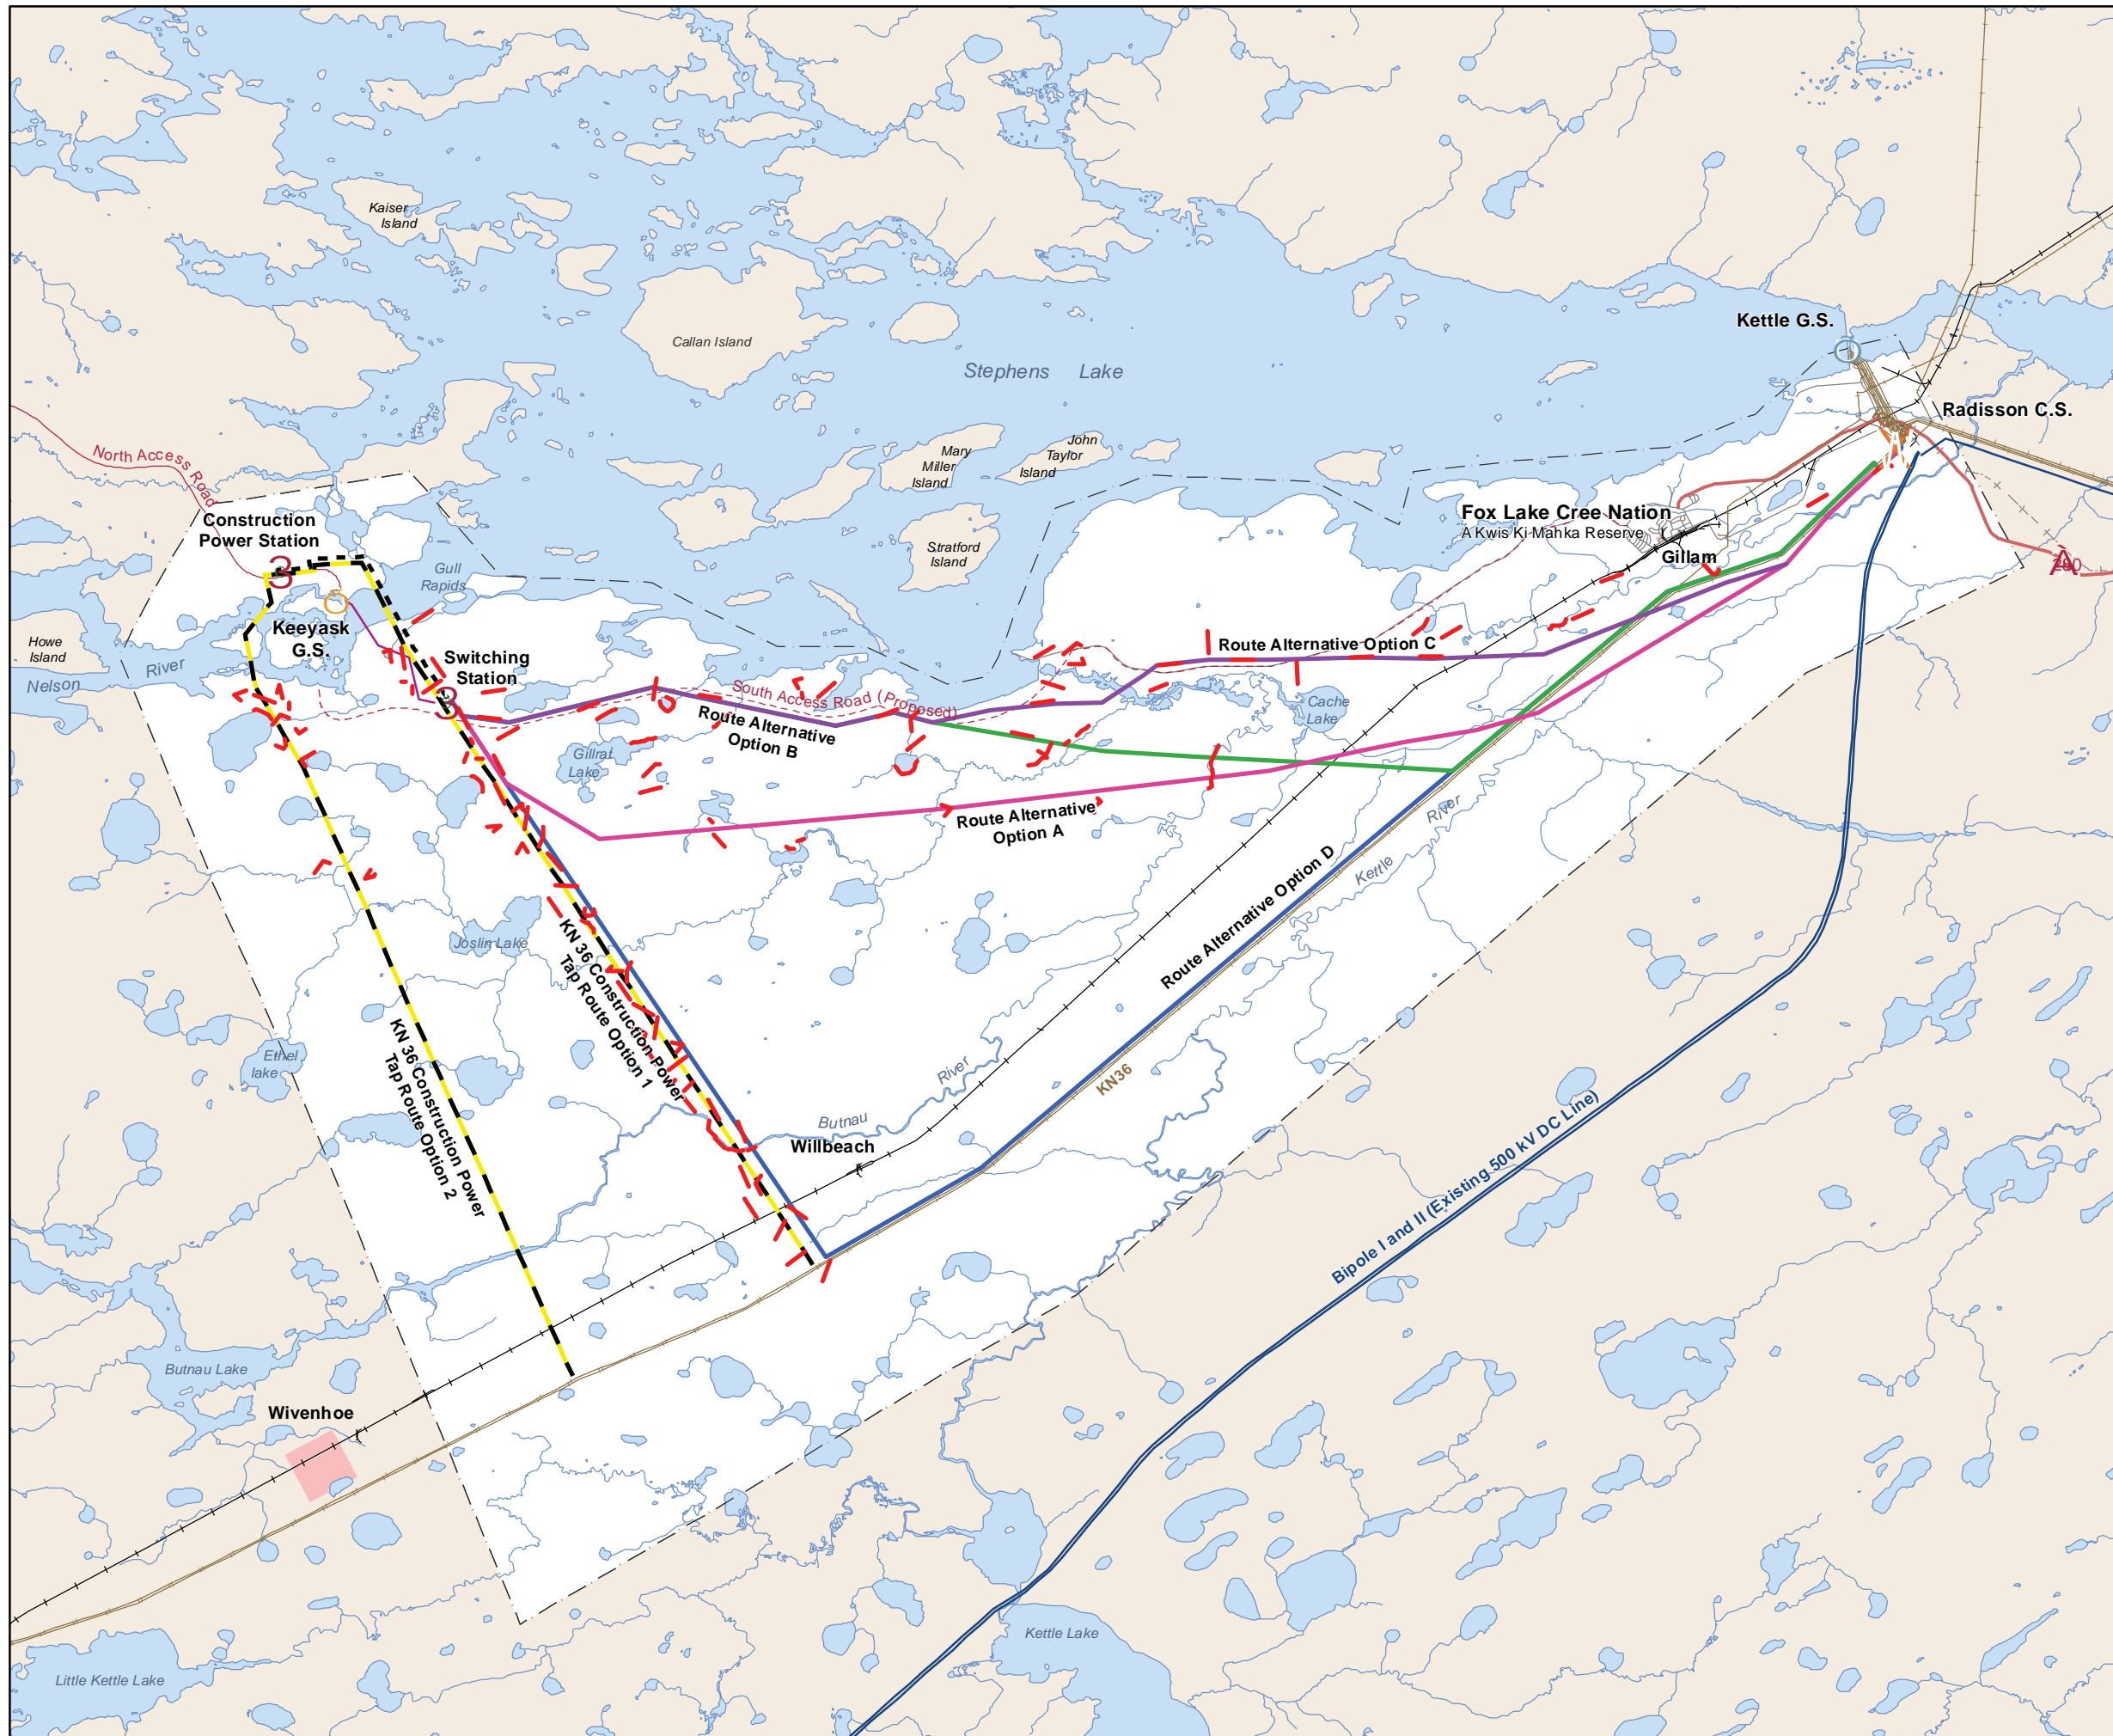 Kaiser
Island
Callan Island
Stephens Lake
Kettle G.S.
Radisson C.S.
Mary
Miller
Island
John
Taylor
Island
Stratford
Island
North Access Road
Construction
Power Station
3
Gull
Rapids
Fox Lake Cree Nation
A Kwis Ki Mahka Reserve
Gillam
Keeyask
G.S.
Howe
Island
Nelson River
Switching
Station
3
South Access Road (Proposed)
Route Alternative Option C
Route Alternative
Option B
Cache
Lake
Gillrat
Lake
Route Alternative
Option A
Kettle River
Route Alternative Option D
Joslin Lake
KN 36 Construction Power
Tap Route Option 1
KN 36 Construction Power
Tap Route Option 2
Ethel
lake
Butnau River
KN36
Willbeach
Bipole I and II (Existing 500 kV DC Line)
Butnau Lake
Wivenhoe
Kettle Lake
Little Kettle Lake